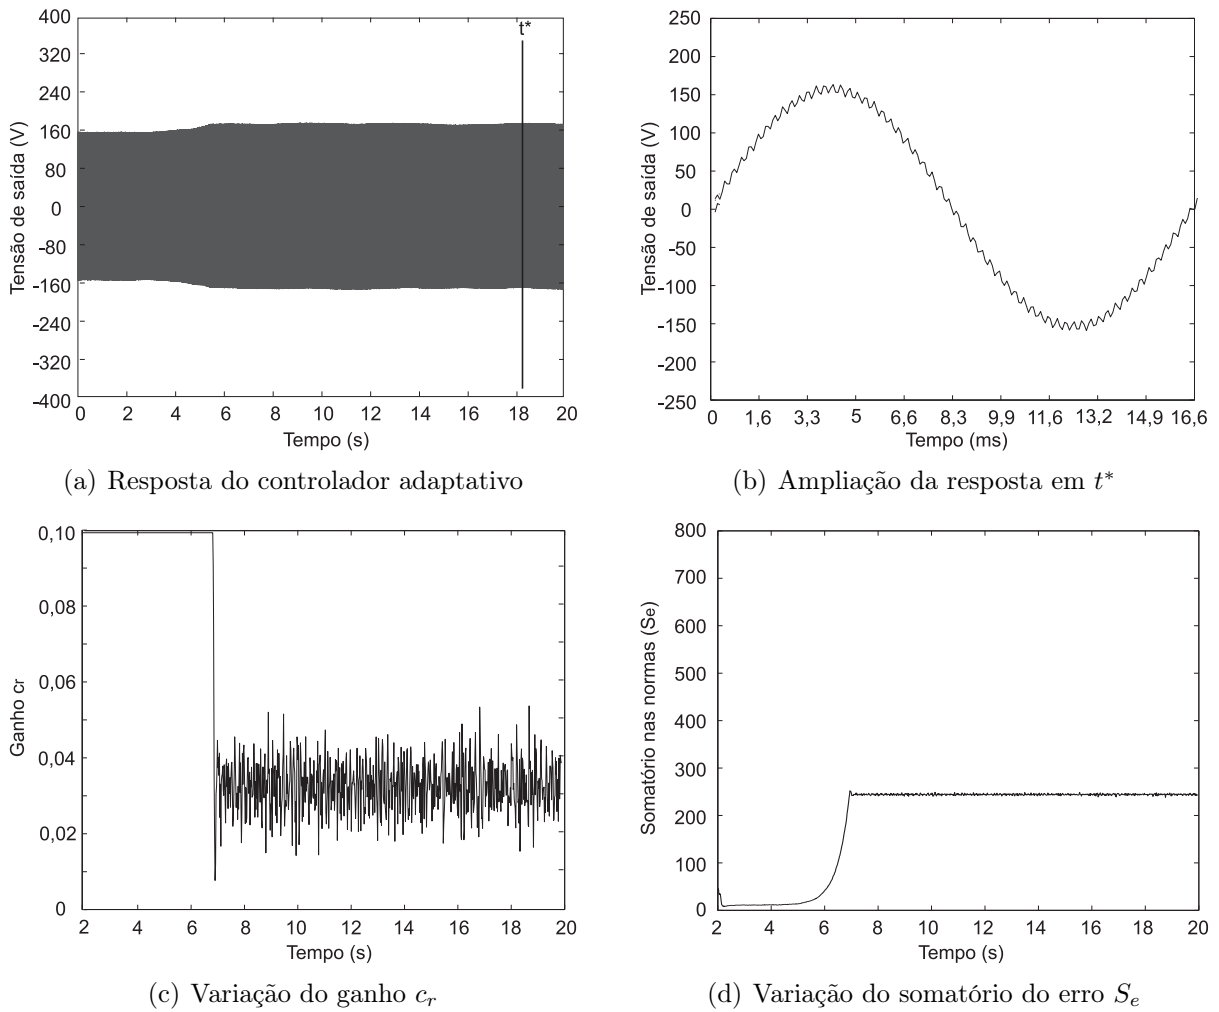 400
320
240
160
80
0
-80
-160
-240
-320
-400
Tensão de saída (V)
t*
0 2 4 6 8 10 12 14 16 18 20
Tempo (s)
(a) Resposta do controlador adaptativo
250
200
150
100
50
0
-50
-100
-150
-200
-250
Tensão de saída (V)
0 1,6 3,3 5 6,6 8,3 9,9 11,6 13,2 14,9 16,6
Tempo (ms)
(b) Ampliação da resposta em t*
0,10
0,08
0,06
0,04
0,02
0
Ganho cr
2 4 6 8 10 12 14 16 18 20
Tempo (s)
(c) Variação do ganho cr
800
700
600
500
400
300
200
100
0
Somatório nas normas (Se)
2 4 6 8 10 12 14 16 18 20
Tempo (s)
(d) Variação do somatório do erro Se